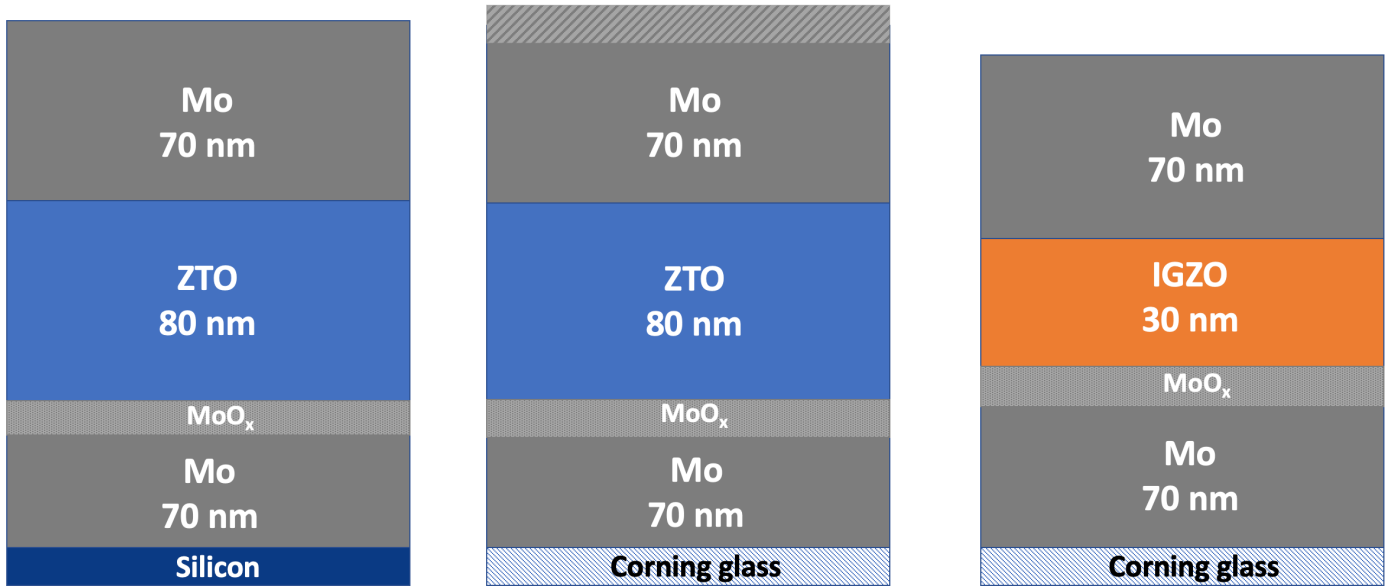 Mo
70 nm
ZTO
80 nm
MoOₓ
Mo
70 nm
Silicon
Mo
70 nm
ZTO
80 nm
MoOₓ
Mo
70 nm
Corning glass
Mo
70 nm
IGZO
30 nm
MoOₓ
Mo
70 nm
Corning glass